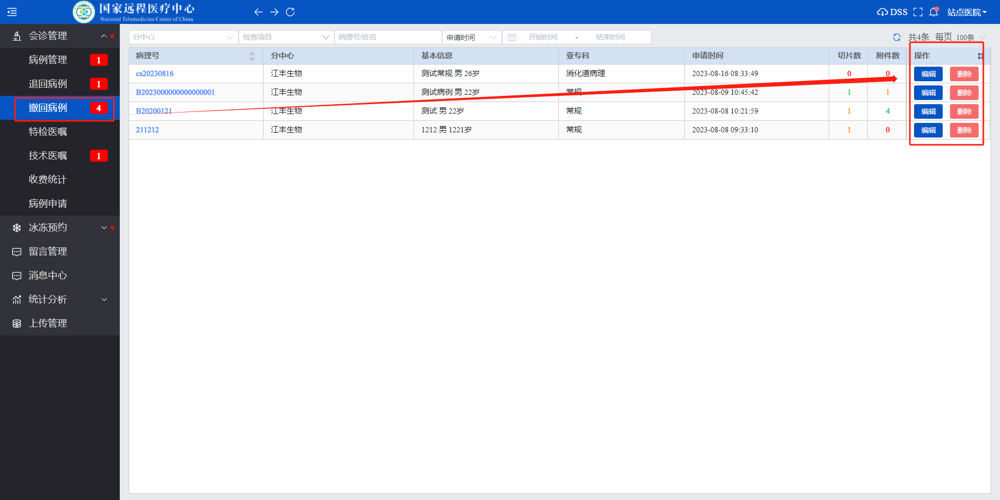 国家远程医疗中心
National Telemedicine Center of China
DSS
站点医院
会诊管理
病例管理 1
退回病例 1
撤回病例 4
特检医嘱
技术医嘱 1
收费统计
病例申请
冰冻预约
留言管理
消息中心
统计分析
上传管理
分中心 检查项目 病理号/姓名 申请时间 开始时间 - 结束时间 共4条 每页 100条
病理号 分中心 基本信息 亚专科 申请时间 切片数 附件数 操作
cs20230816 江丰生物 测试常规 男 26岁 消化道病理 2023-08-16 08:33:49 0 0 编辑 删除
B2023000000000000001 江丰生物 测试病例 男 22岁 常规 2023-08-09 10:45:42 1 1 编辑 删除
B20200121 江丰生物 测试 男 22岁 常规 2023-08-08 10:21:59 1 4 编辑 删除
211212 江丰生物 1212 男 1221岁 常规 2023-08-08 09:33:10 1 0 编辑 删除